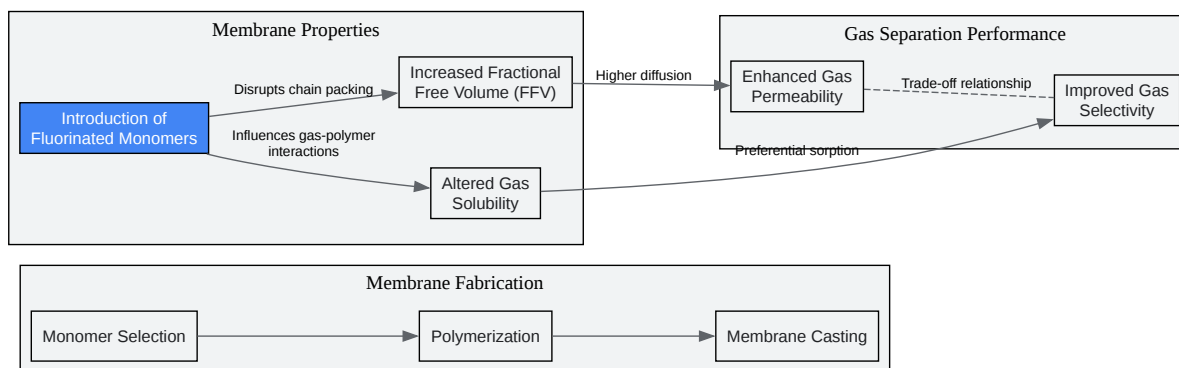 Membrane Properties
Introduction of
Fluorinated Monomers
Disrupts chain packing
Influences gas-polymer
interactions
Increased Fractional
Free Volume (FFV)
Altered Gas
Solubility
Higher diffusion
Preferential sorption
Gas Separation Performance
Enhanced Gas
Permeability
Trade-off relationship
Improved Gas
Selectivity
Membrane Fabrication
Monomer Selection
Polymerization
Membrane Casting